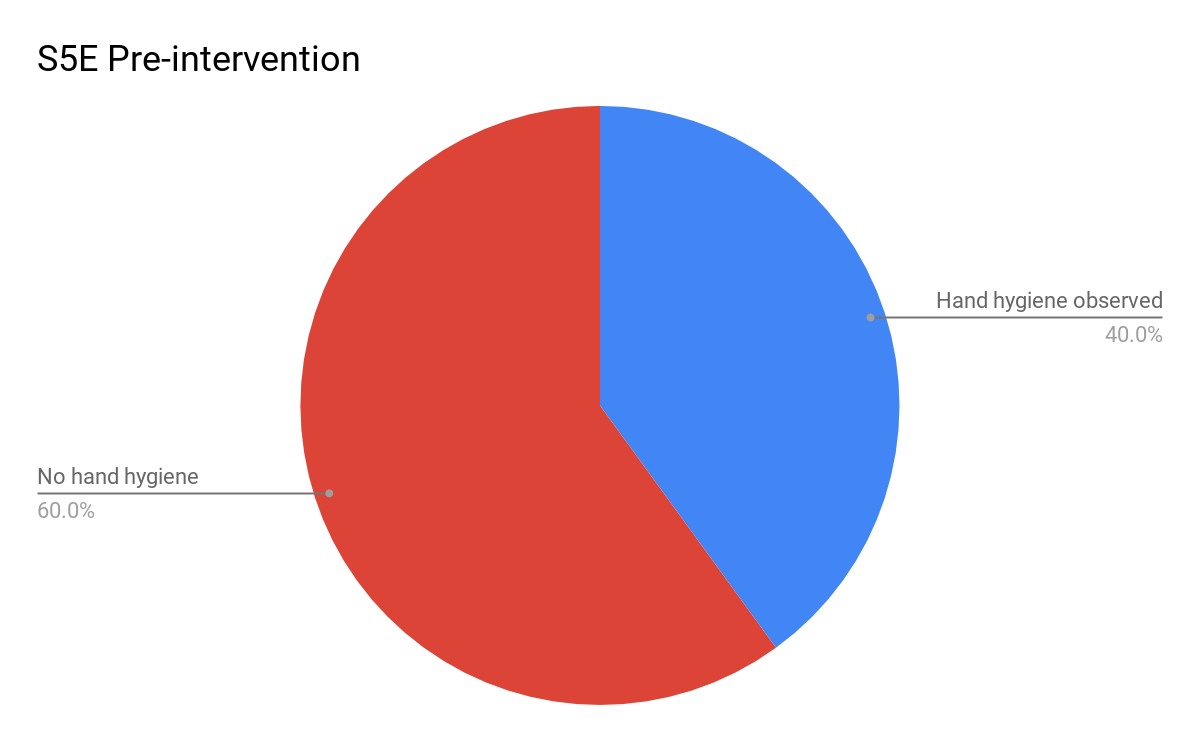 S5E Pre-intervention
Hand hygiene observed
40.0%
No hand hygiene
60.0%